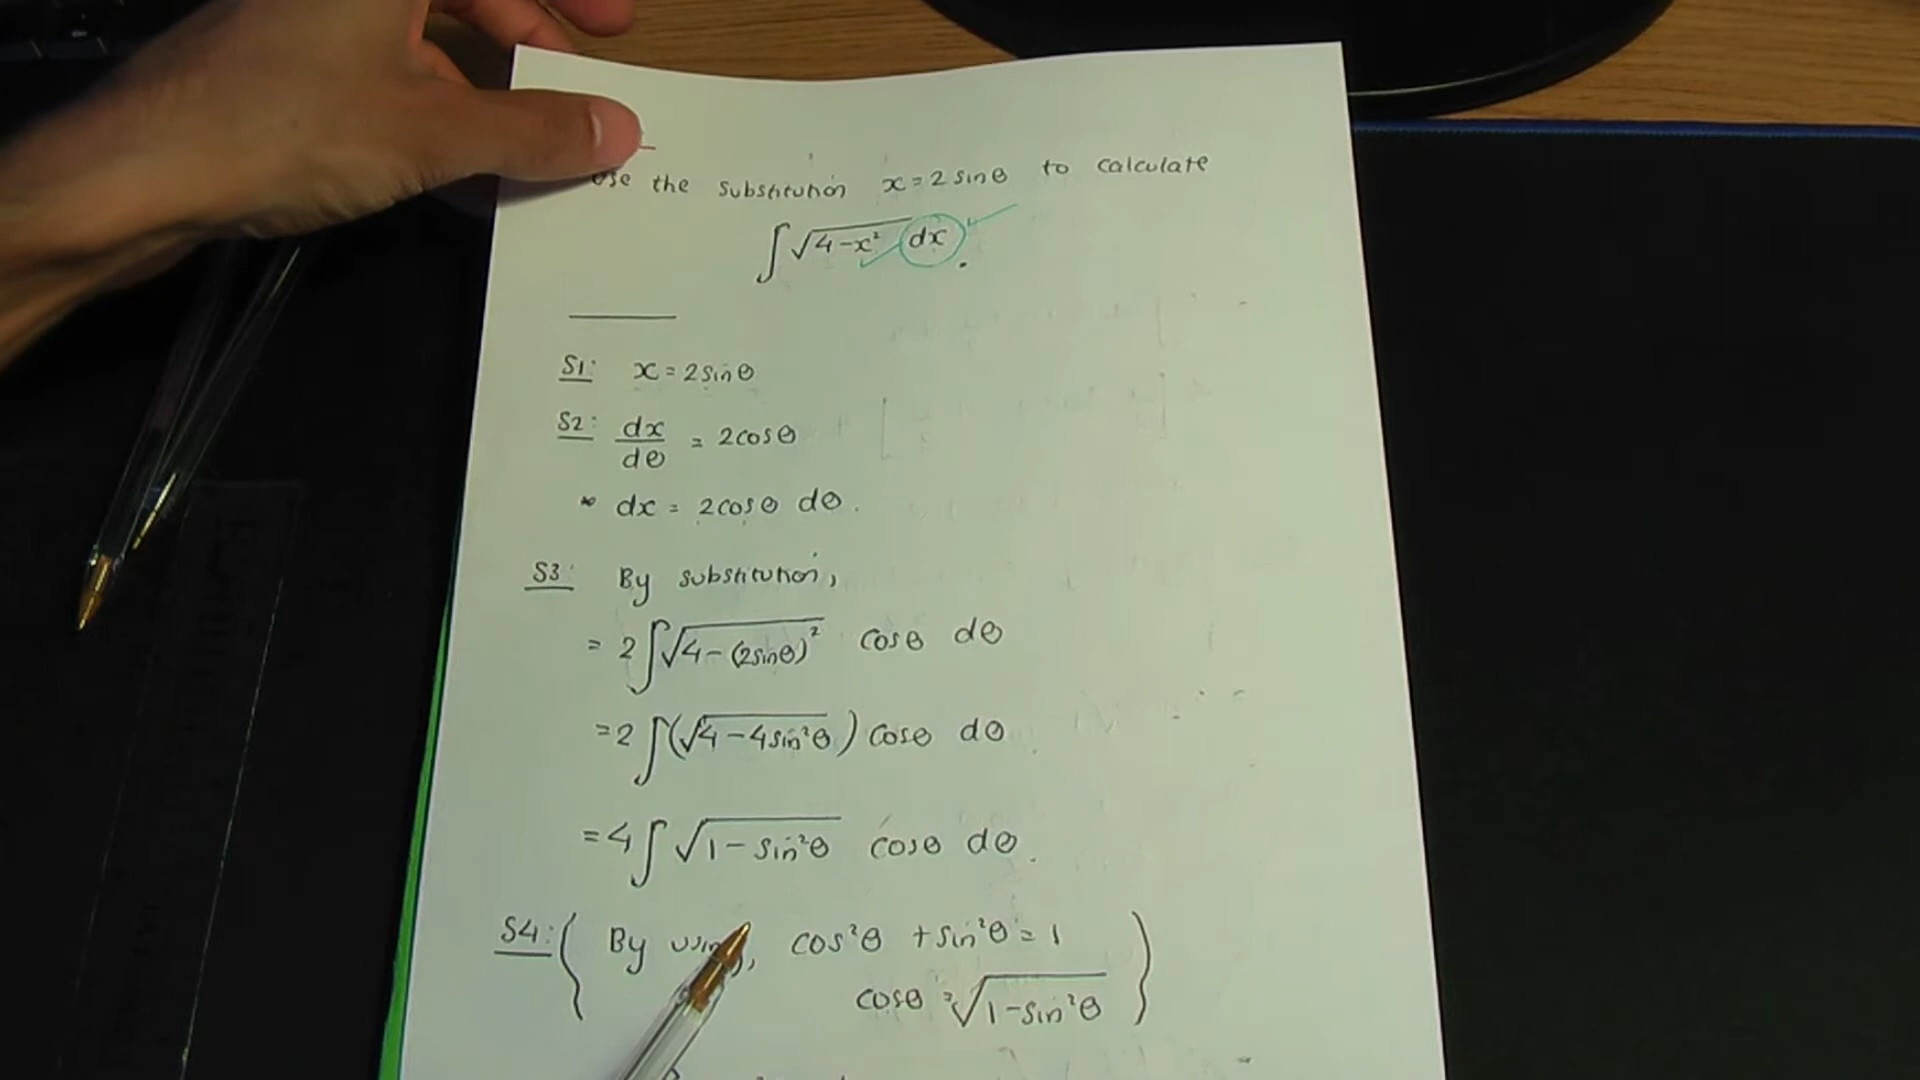 Use the substitution x = 2 sinθ to calculate
∫ √(4-x²) dx.
S1: x = 2sinθ
S2: dx/dθ = 2cosθ
* dx = 2cosθ dθ.
S3: By substitution,
= 2∫√(4-(2sinθ)²) cosθ dθ
= 2∫(√(4-4sin²θ)) cosθ dθ
= 4∫√(1-sin²θ) cosθ dθ.
S4: ( By using, cos²θ + sin²θ = 1
cosθ = √(1-sin²θ) )